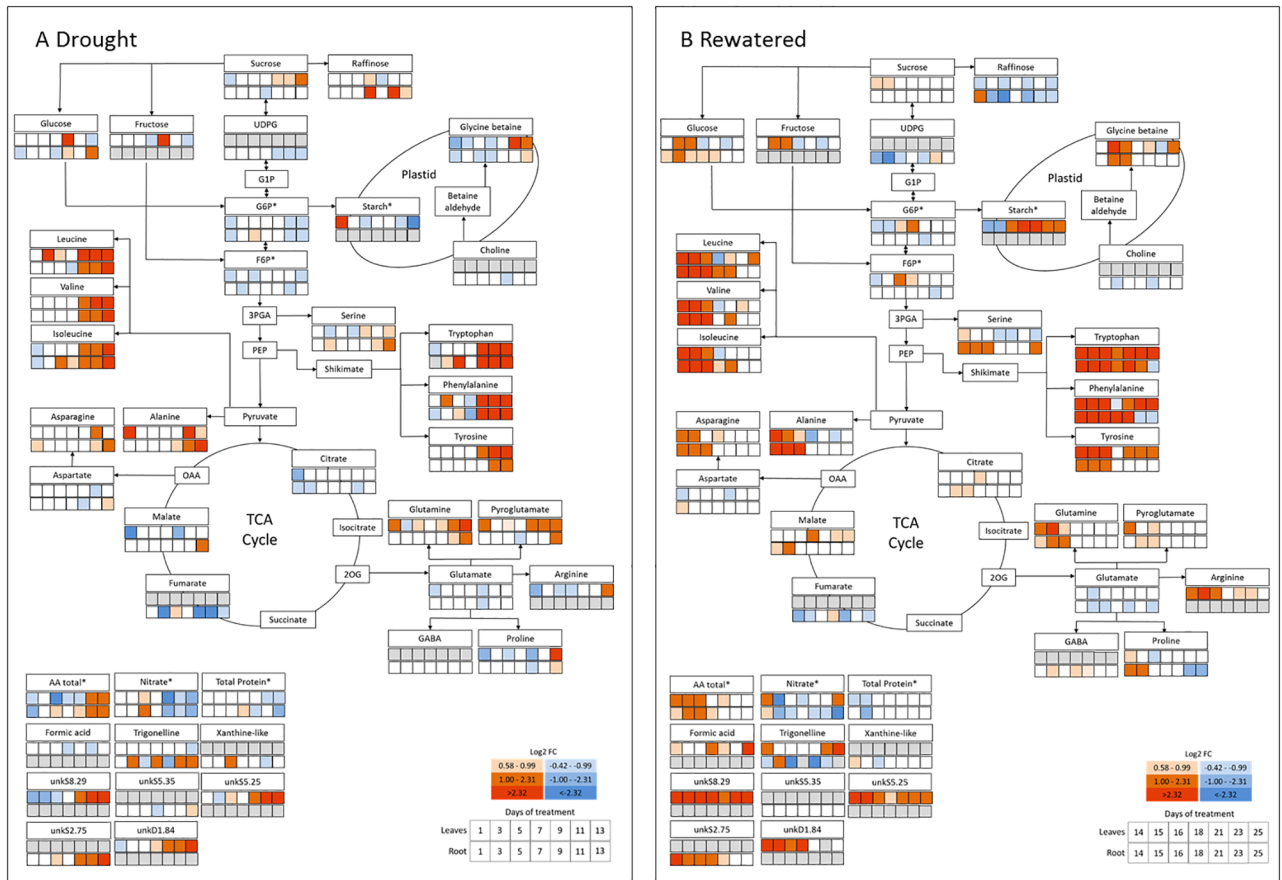 A Drought
Sucrose
Raffinose
Glucose
Fructose
UDPG
Glycine betaine
G1P
Plastid
Betaine
aldehyde
G6P*
Starch*
Leucine
Choline
F6P*
Valine
3PGA
Serine
Isoleucine
Tryptophan
PEP
Shikimate
Phenylalanine
Asparagine
Alanine
Pyruvate
Tyrosine
Citrate
Aspartate
OAA
Malate
TCA
Cycle
Isocitrate
Glutamine
Pyroglutamate
2OG
Glutamate
Arginine
Fumarate
Succinate
GABA
Proline
AA total*
Nitrate*
Total Protein*
Formic acid
Trigonelline
Xanthine-like
unkS8.29
unkS5.35
unkS5.25
unkS2.75
unkD1.84
Log2 FC
0.58 - 0.99 -0.42 - -0.99
1.00 - 2.31 -1.00 - -2.31
>2.32 <-2.32
Days of treatment
Leaves 1 3 5 7 9 11 13
Root 1 3 5 7 9 11 13
B Rewatered
Sucrose
Raffinose
Glucose
Fructose
UDPG
Glycine betaine
G1P
Plastid
Betaine
aldehyde
G6P*
Starch*
Leucine
Choline
F6P*
Valine
3PGA
Serine
Isoleucine
Tryptophan
PEP
Shikimate
Phenylalanine
Asparagine
Alanine
Pyruvate
Tyrosine
Citrate
Aspartate
OAA
Malate
TCA
Cycle
Isocitrate
Glutamine
Pyroglutamate
2OG
Glutamate
Arginine
Fumarate
Succinate
GABA
Proline
AA total*
Nitrate*
Total Protein*
Formic acid
Trigonelline
Xanthine-like
unkS8.29
unkS5.35
unkS5.25
unkS2.75
unkD1.84
Log2 FC
0.58 - 0.99 -0.42 - -0.99
1.00 - 2.31 -1.00 - -2.31
>2.32 <-2.32
Days of treatment
Leaves 14 15 16 18 21 23 25
Root 14 15 16 18 21 23 25